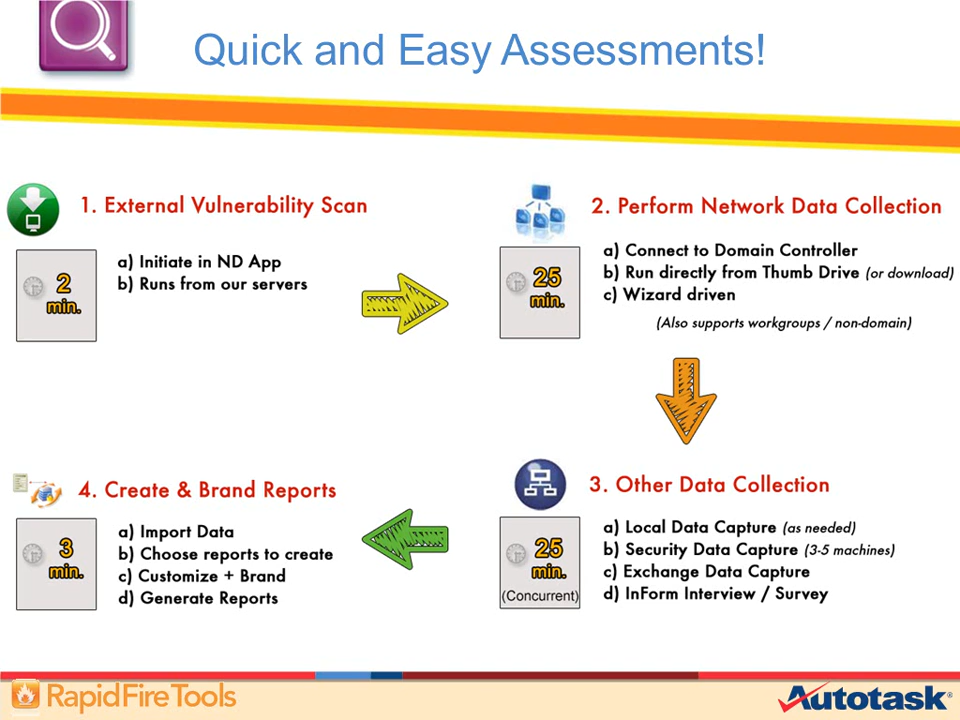 Quick and Easy Assessments!
1. External Vulnerability Scan
2 min.
a) Initiate in ND App
b) Runs from our servers
2. Perform Network Data Collection
25 min.
a) Connect to Domain Controller
b) Run directly from Thumb Drive (or download)
c) Wizard driven
(Also supports workgroups / non-domain)
3. Other Data Collection
25 min.
(Concurrent)
a) Local Data Capture (as needed)
b) Security Data Capture (3-5 machines)
c) Exchange Data Capture
d) InForm Interview / Survey
4. Create & Brand Reports
3 min.
a) Import Data
b) Choose reports to create
c) Customize + Brand
d) Generate Reports
RapidFireTools
Autotask®